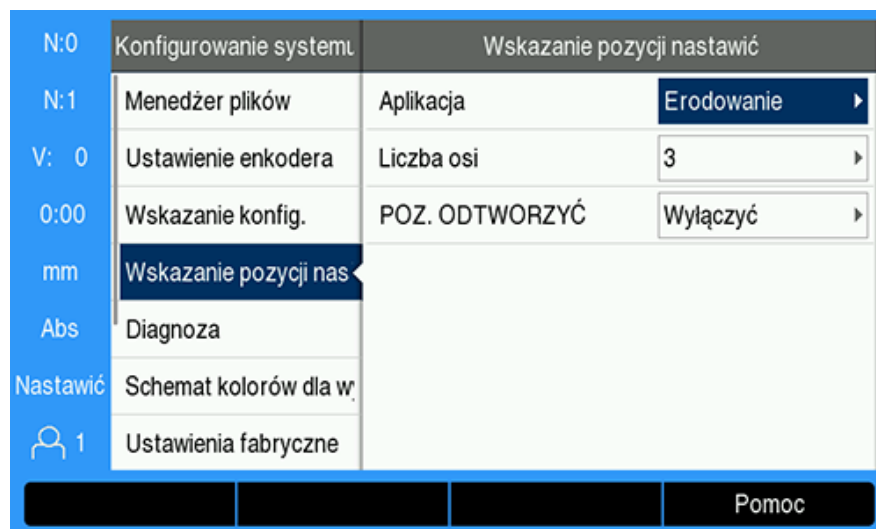 N:0
Konfigurowanie systemu
Wskazanie pozycji nastawić
N:1
Menedżer plików
Aplikacja
Erodowanie
V: 0
Ustawienie enkodera
Liczba osi
3
0:00
Wskazanie konfig.
POZ. ODTWORZYĆ
Wyłączyć
mm
Wskazanie pozycji nas
Abs
Diagnoza
Nastawić
Schemat kolorów dla
1
Ustawienia fabryczne
Pomoc